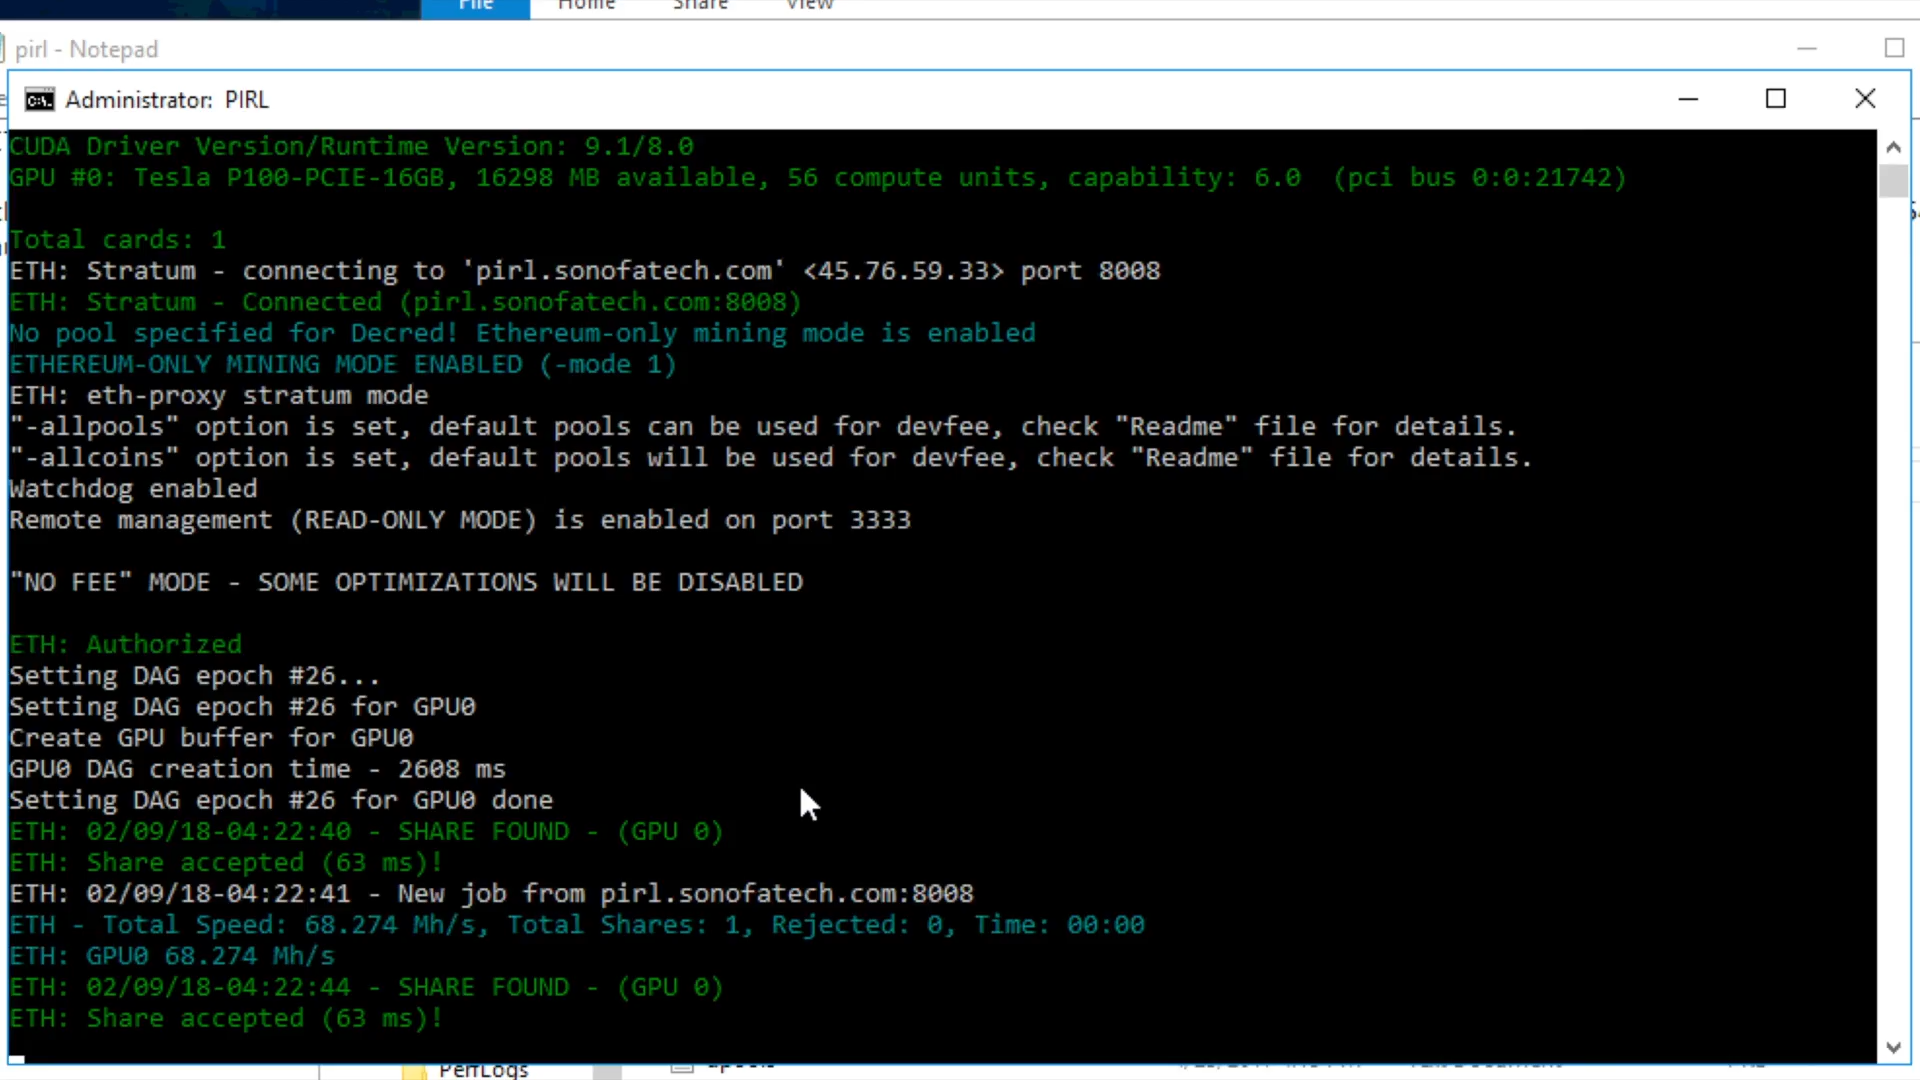 File Home Share View
pirl - Notepad
Administrator: PIRL
CUDA Driver Version/Runtime Version: 9.1/8.0
GPU #0: Tesla P100-PCIE-16GB, 16298 MB available, 56 compute units, capability: 6.0 (pci bus 0:0:21742)
Total cards: 1
ETH: Stratum - connecting to 'pirl.sonofatech.com' <45.76.59.33> port 8008
ETH: Stratum - Connected (pirl.sonofatech.com:8008)
No pool specified for Decred! Ethereum-only mining mode is enabled
ETHEREUM-ONLY MINING MODE ENABLED (-mode 1)
ETH: eth-proxy stratum mode
"-allpools" option is set, default pools can be used for devfee, check "Readme" file for details.
"-allcoins" option is set, default pools will be used for devfee, check "Readme" file for details.
Watchdog enabled
Remote management (READ-ONLY MODE) is enabled on port 3333
"NO FEE" MODE - SOME OPTIMIZATIONS WILL BE DISABLED
ETH: Authorized
Setting DAG epoch #26...
Setting DAG epoch #26 for GPU0
Create GPU buffer for GPU0
GPU0 DAG creation time - 2608 ms
Setting DAG epoch #26 for GPU0 done
ETH: 02/09/18-04:22:40 - SHARE FOUND - (GPU 0)
ETH: Share accepted (63 ms)!
ETH: 02/09/18-04:22:41 - New job from pirl.sonofatech.com:8008
ETH - Total Speed: 68.274 Mh/s, Total Shares: 1, Rejected: 0, Time: 00:00
ETH: GPU0 68.274 Mh/s
ETH: 02/09/18-04:22:44 - SHARE FOUND - (GPU 0)
ETH: Share accepted (63 ms)!
PerfLogs